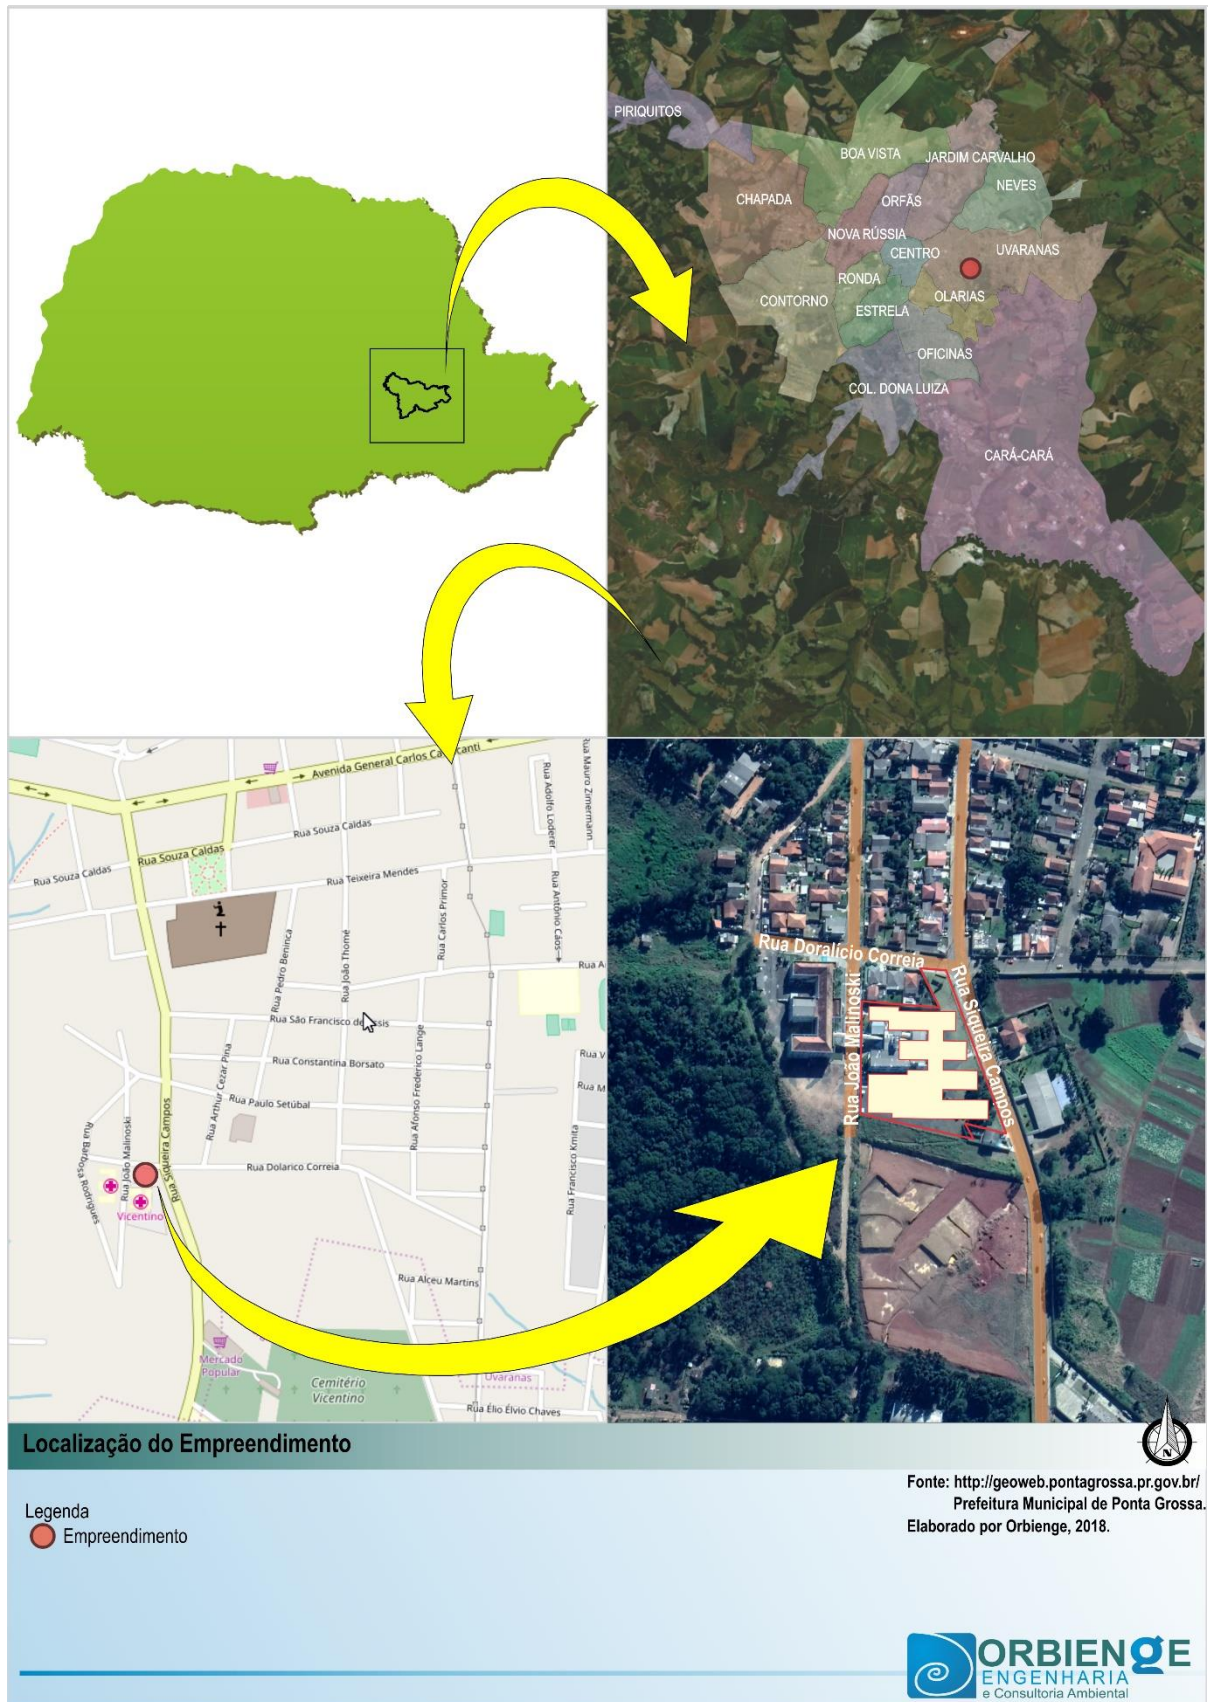 PIRIQUITOS
BOA VISTA
JARDIM CARVALHO
NEVES
CHAPADA
ORFÃS
NOVA RÚSSIA
CENTRO
UVARANAS
RONDA
CONTORNO
ESTRELA
OLARIAS
OFICINAS
COL. DONA LUIZA
CARÁ-CARÁ
Avenida General Carlos Cavalcanti
Rua Souza Caldas
Rua Souza Caldas
Rua Souza Caldas
Rua Teixeira Mendes
Rua Adolfo Loderer
Rua Mauro Zimermann
Rua Carlos Primor
Rua Antônio Cáos
Rua Pedro Beninca
Rua João Thomé
Rua A
Rua São Francisco de Assis
Rua Constantina Borsato
Rua Afonso Frederico Lange
Rua V
Rua M
Rua Arthur Cezar Pina
Rua Paulo Setúbal
Rua Siqueira Campos
Rua João Malinoski
Rua Barbosa Rodrigues
Rua Dolarico Correia
Rua Francisco Kmita
Vicentino
Rua Alceu Martins
Mercado
Popular
Cemitério
Vicentino
Uvaranas
Rua Élio Élvio Chaves
Rua Doralício Correia
Rua João Malinoski
Rua Siqueira Campos
Localização do Empreendimento
N
Fonte: http://geoweb.pontagrossa.pr.gov.br/
Prefeitura Municipal de Ponta Grossa.
Elaborado por Orbienge, 2018.
Legenda
Empreendimento
ORBIENGE
ENGENHARIA
e Consultoria Ambiental